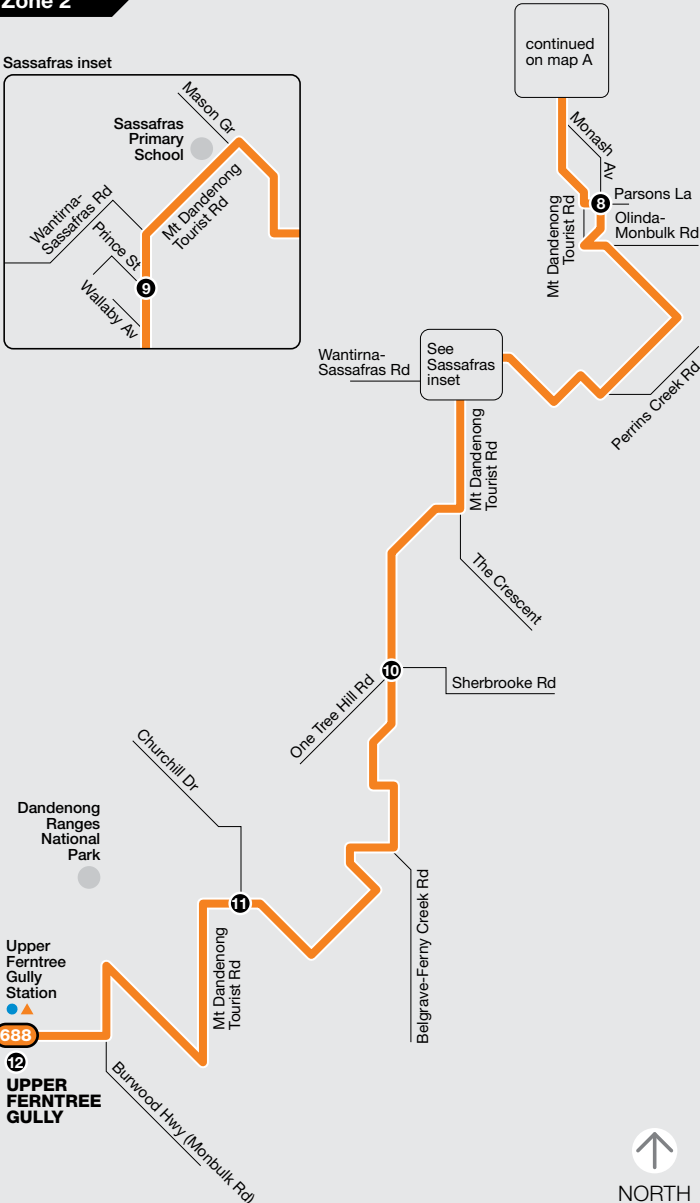 Zone 2
Sassafras inset
Mason Gr
Sassafras
Primary
School
Wantirna-
Sassafras Rd
Mt Dandenong
Tourist Rd
Prince St
9
Wallaby Av
continued
on map A
Monash
Av
8
Parsons La
Olinda-
Monbulk Rd
Mt Dandenong
Tourist Rd
Wantirna-
Sassafras Rd
See
Sassafras
inset
Perrins Creek Rd
Mt Dandenong
Tourist Rd
The Crescent
10
Sherbrooke Rd
One Tree Hill Rd
Churchill Dr
Dandenong
Ranges
National
Park
11
Belgrave-Ferny Creek Rd
Mt Dandenong
Tourist Rd
Upper
Ferntree
Gully
Station
688
12
UPPER
FERNTREE
GULLY
Burwood Hwy (Monbulk Rd)
NORTH